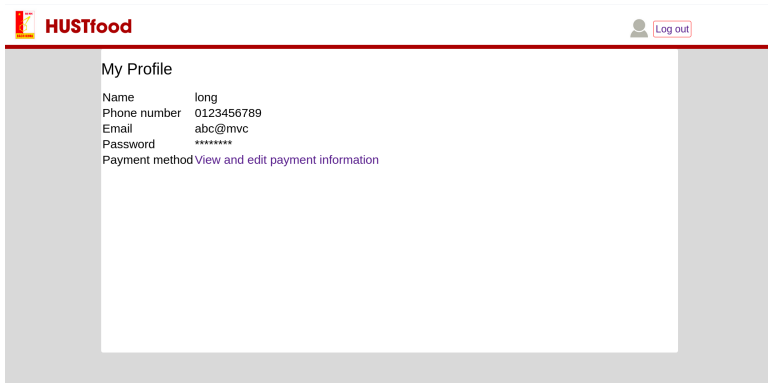 HUSTfood
Log out
My Profile
Name long
Phone number 0123456789
Email abc@mvc
Password ********
Payment method View and edit payment information